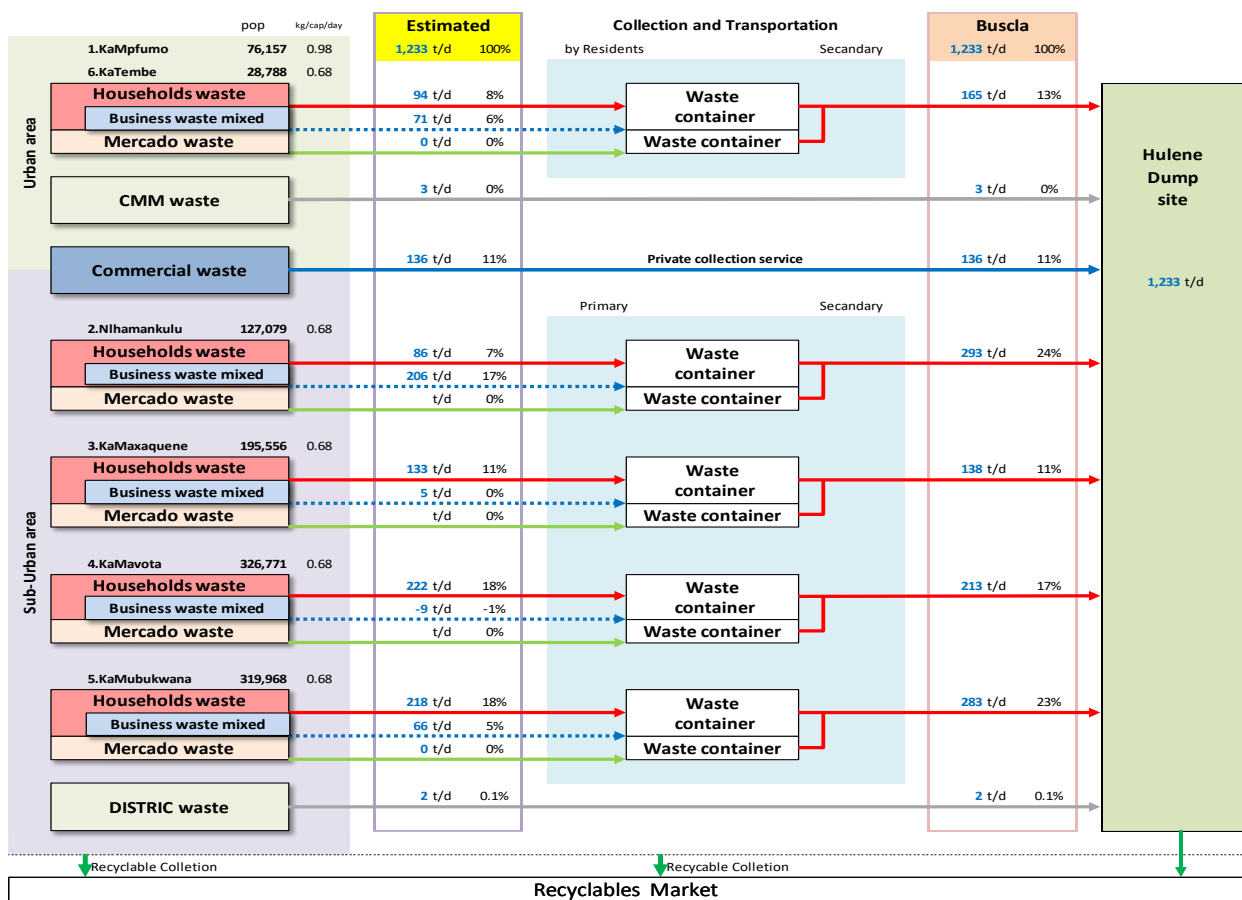 pop kg/cap/day Estimated Collection and Transportation Buscla
1.KaMpfumo 76,157 0.98 1,233 t/d 100% by Residents Secandary 1,233 t/d 100%
6.KaTembe 28,788 0.68
Households waste 94 t/d 8% Waste container 165 t/d 13%
Business waste mixed 71 t/d 6%
Mercado waste 0 t/d 0% Waste container
Urban area
Hulene
Dump
site
CMM waste 3 t/d 0% 3 t/d 0%
Commercial waste 136 t/d 11% Private collection service 136 t/d 11%
1,233 t/d
Primary Secandary
2.Nlhamankulu 127,079 0.68
Households waste 86 t/d 7% Waste container 293 t/d 24%
Business waste mixed 206 t/d 17%
Mercado waste t/d 0% Waste container
3.KaMaxaquene 195,556 0.68
Households waste 133 t/d 11% Waste container 138 t/d 11%
Business waste mixed 5 t/d 0%
Mercado waste t/d 0% Waste container
Sub-Urban area
4.KaMavota 326,771 0.68
Households waste 222 t/d 18% Waste container 213 t/d 17%
Business waste mixed -9 t/d -1%
Mercado waste t/d 0% Waste container
5.KaMubukwana 319,968 0.68
Households waste 218 t/d 18% Waste container 283 t/d 23%
Business waste mixed 66 t/d 5%
Mercado waste 0 t/d 0% Waste container
DISTRIC waste 2 t/d 0.1% 2 t/d 0.1%
Recyclable Colletion Recycable Colletion
Recyclables Market